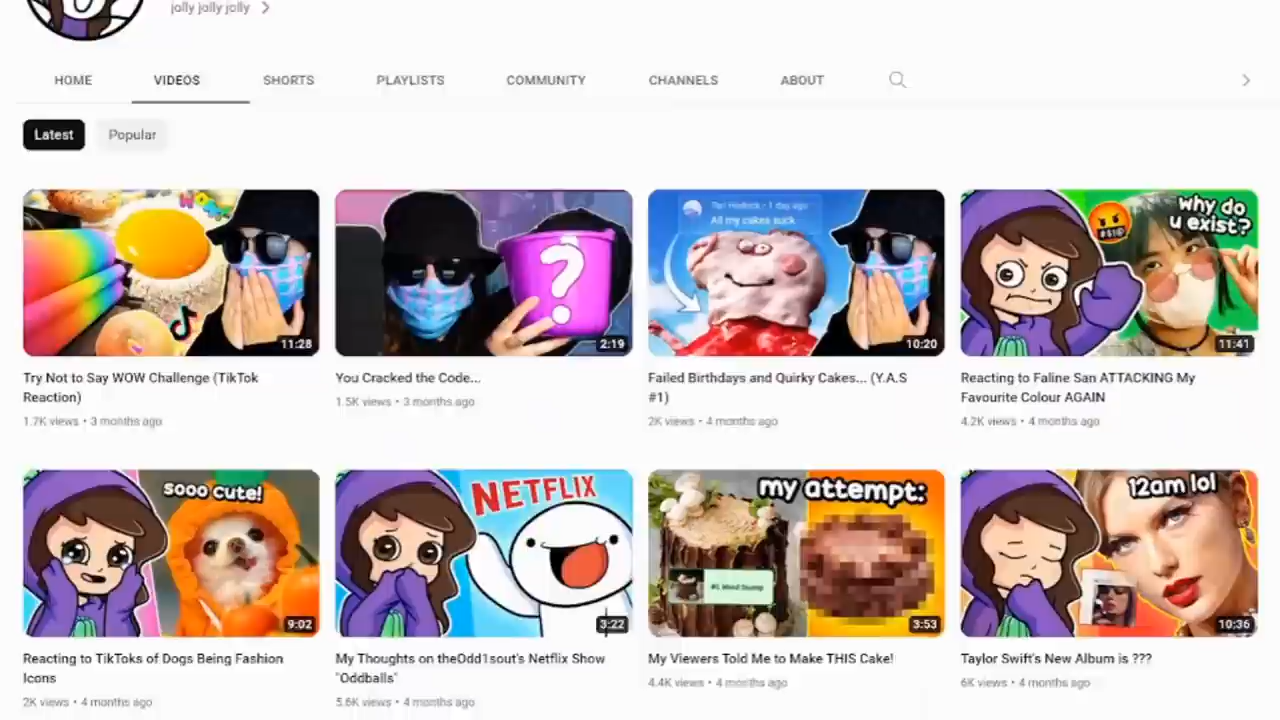 jolly jolly jolly
HOME VIDEOS SHORTS PLAYLISTS COMMUNITY CHANNELS ABOUT
Latest Popular
WOW
11:28
?
2:19
1 day ago
All my cakes suck
10:20
why do
u exist?
#$!@
11:41
Try Not to Say WOW Challenge (TikTok
Reaction)
1.7K views • 3 months ago
You Cracked the Code...
1.5K views • 3 months ago
Failed Birthdays and Quirky Cakes... (Y.A.S
#1)
2K views • 4 months ago
Reacting to Faline San ATTACKING My
Favourite Colour AGAIN
4.2K views • 4 months ago
sooo cute!
9:02
NETFLIX
3:22
my attempt:
3:53
12am lol
10:36
Reacting to TikToks of Dogs Being Fashion
Icons
2K views • 4 months ago
My Thoughts on theOdd1sout's Netflix Show
"Oddballs"
5.6K views • 4 months ago
My Viewers Told Me to Make THIS Cake!
4.4K views • 4 months ago
Taylor Swift's New Album is ???
6K views • 4 months ago